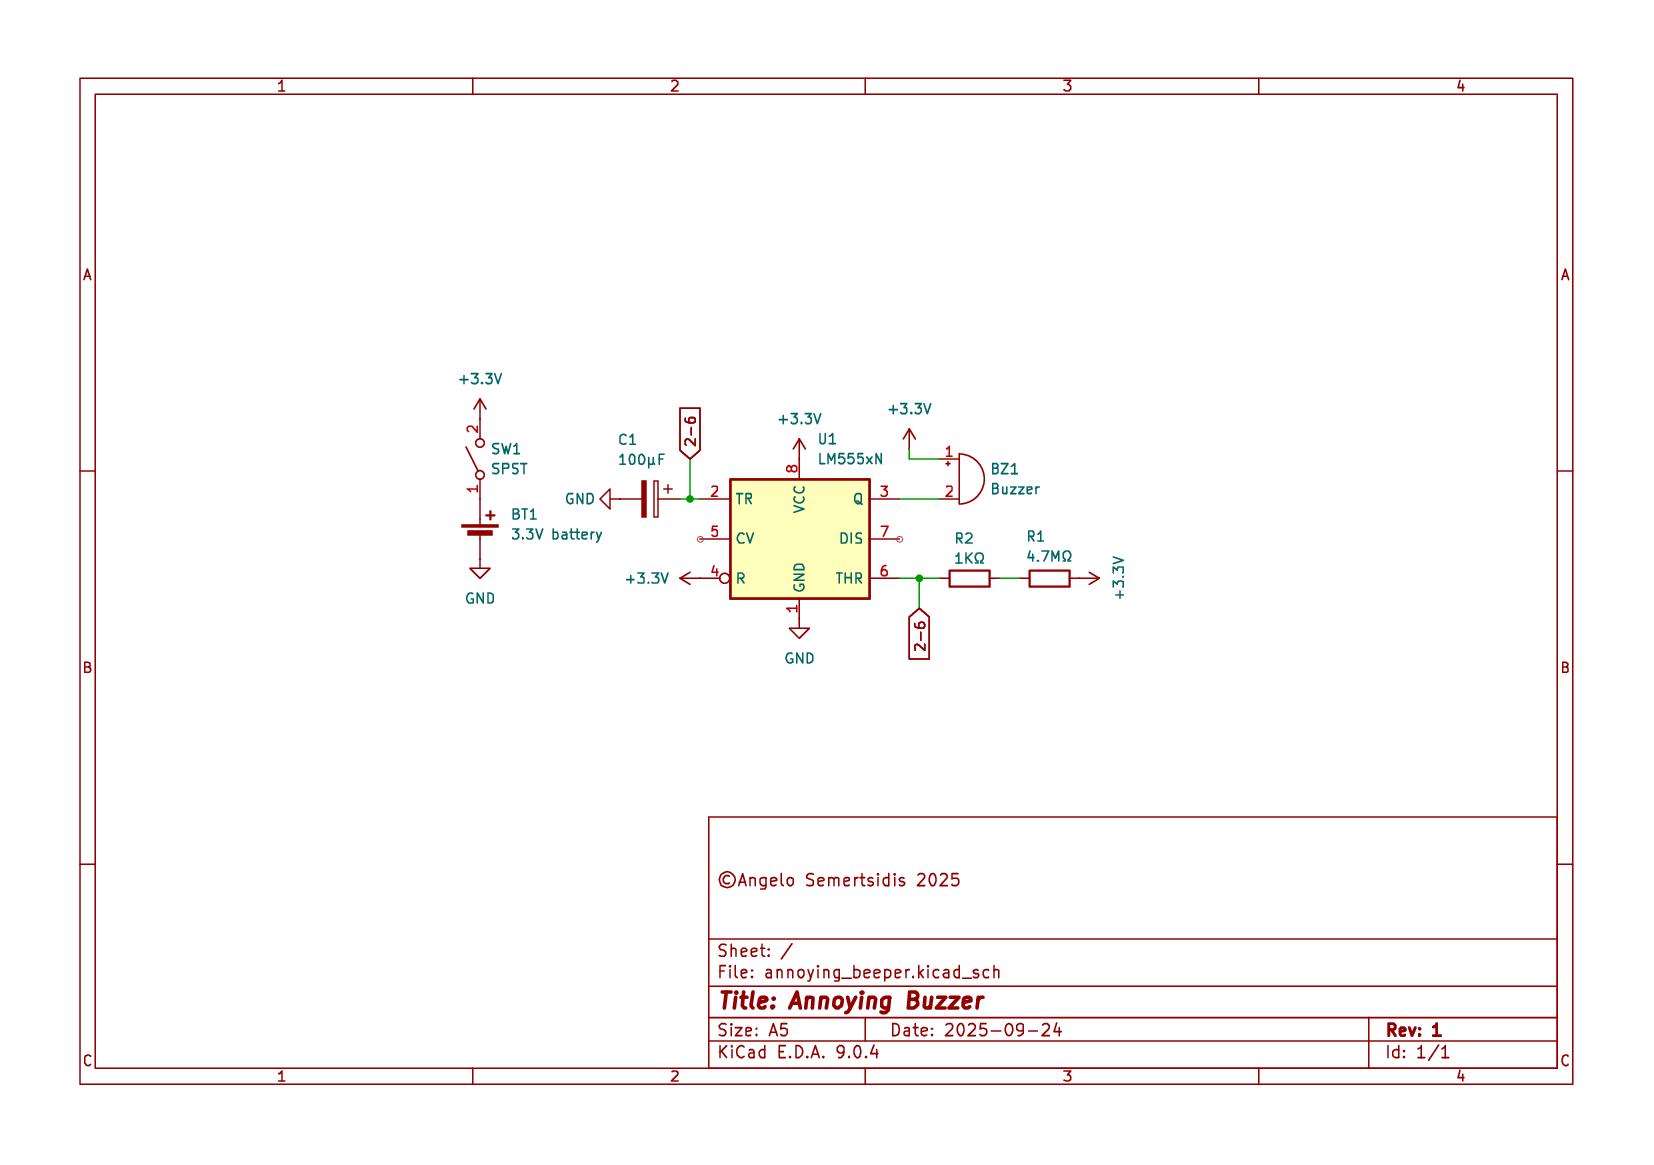 1 2 3 4
A A
B B
C C
+3.3V
2
SW1
SPST
1
BT1
+
3.3V battery
GND
C1
100µF
+
GND
2-6
+3.3V
U1
LM555xN
8
VCC
2 TR
5 CV
4 R
+3.3V
GND
1
GND
Q 3
DIS 7
THR 6
+3.3V
1
+
2
BZ1
Buzzer
R2
1KΩ
R1
4.7MΩ
+3.3V
2-6
©Angelo Semertsidis 2025
Sheet: /
File: annoying_beeper.kicad_sch
Title: Annoying Buzzer
Size: A5 Date: 2025-09-24 Rev: 1
KiCad E.D.A. 9.0.4 Id: 1/1
1 2 3 4